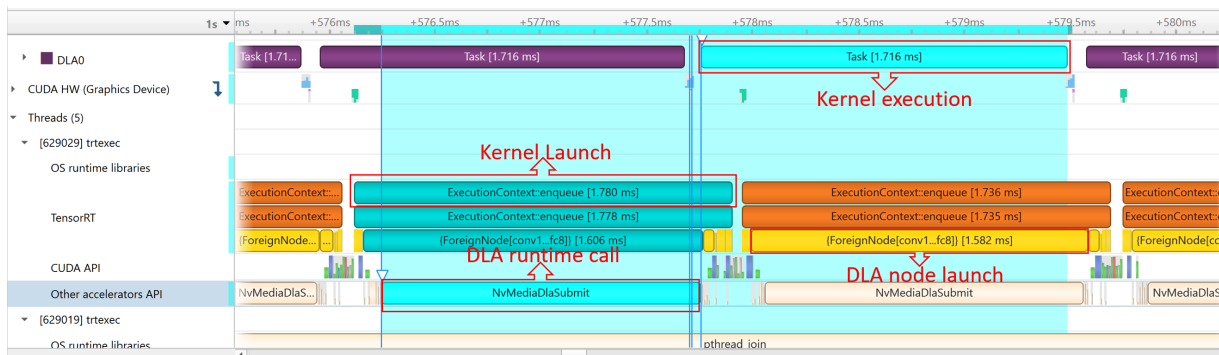 1s ms +576ms +576.5ms +577ms +577.5ms +578ms +578.5ms +579ms +579.5ms +580ms
DLA0 Task [1.71... Task [1.716 ms] Task [1.716 ms] Task [1.716 ms]
CUDA HW (Graphics Device) Kernel execution
Threads (5)
[629029] trtexec
Kernel Launch
OS runtime libraries
ExecutionContext::... ExecutionContext::enqueue [1.780 ms] ExecutionContext::enqueue [1.736 ms] ExecutionContext::e
TensorRT ExecutionContext:... ExecutionContext::enqueue [1.778 ms] ExecutionContext::enqueue [1.735 ms] ExecutionContext::e
{ForeignNode... ... {ForeignNode[conv1...fc8]} [1.606 ms] {ForeignNode[conv1...fc8]} [1.582 ms] {ForeignNode[cc
CUDA API DLA runtime call DLA node launch
Other accelerators API NvMediaDlaS... NvMediaDlaSubmit NvMediaDlaSubmit NvMediaDlaS
[629019] trtexec
OS runtime libraries pthread_join